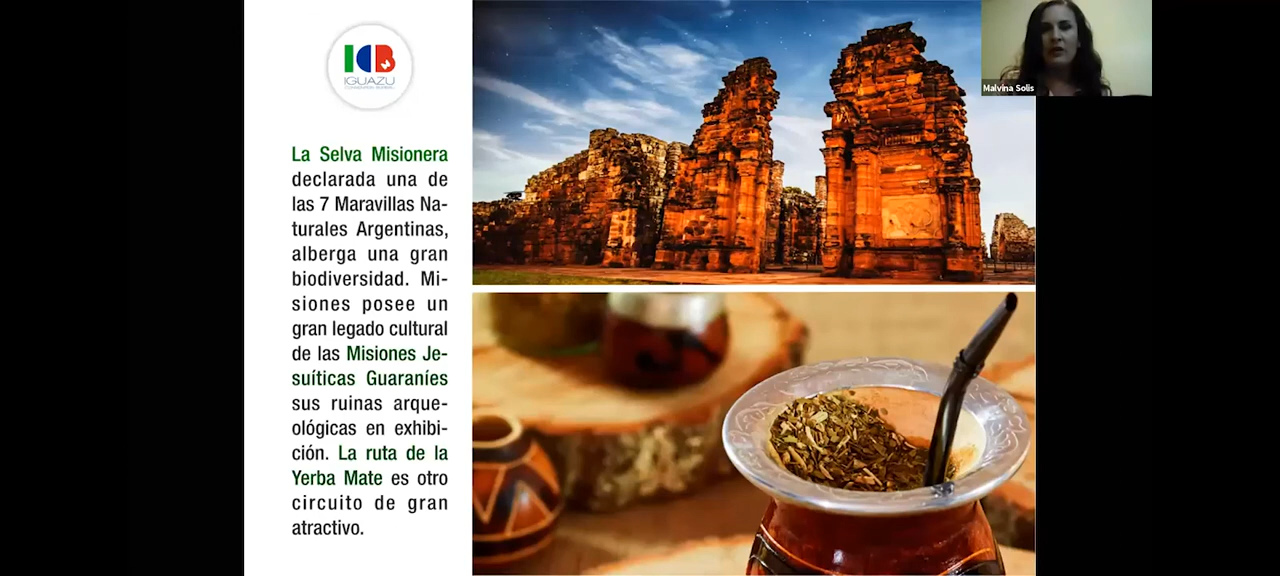 ICB
IGUAZU
La Selva Misionera
declarada una de
las 7 Maravillas Na-
turales Argentinas,
alberga una gran
biodiversidad. Mi-
siones posee un
gran legado cultural
de las Misiones Je-
suíticas Guaraníes
sus ruinas arque-
ológicas en exhibi-
ción. La ruta de la
Yerba Mate es otro
circuito de gran
atractivo.
Malvina Solis